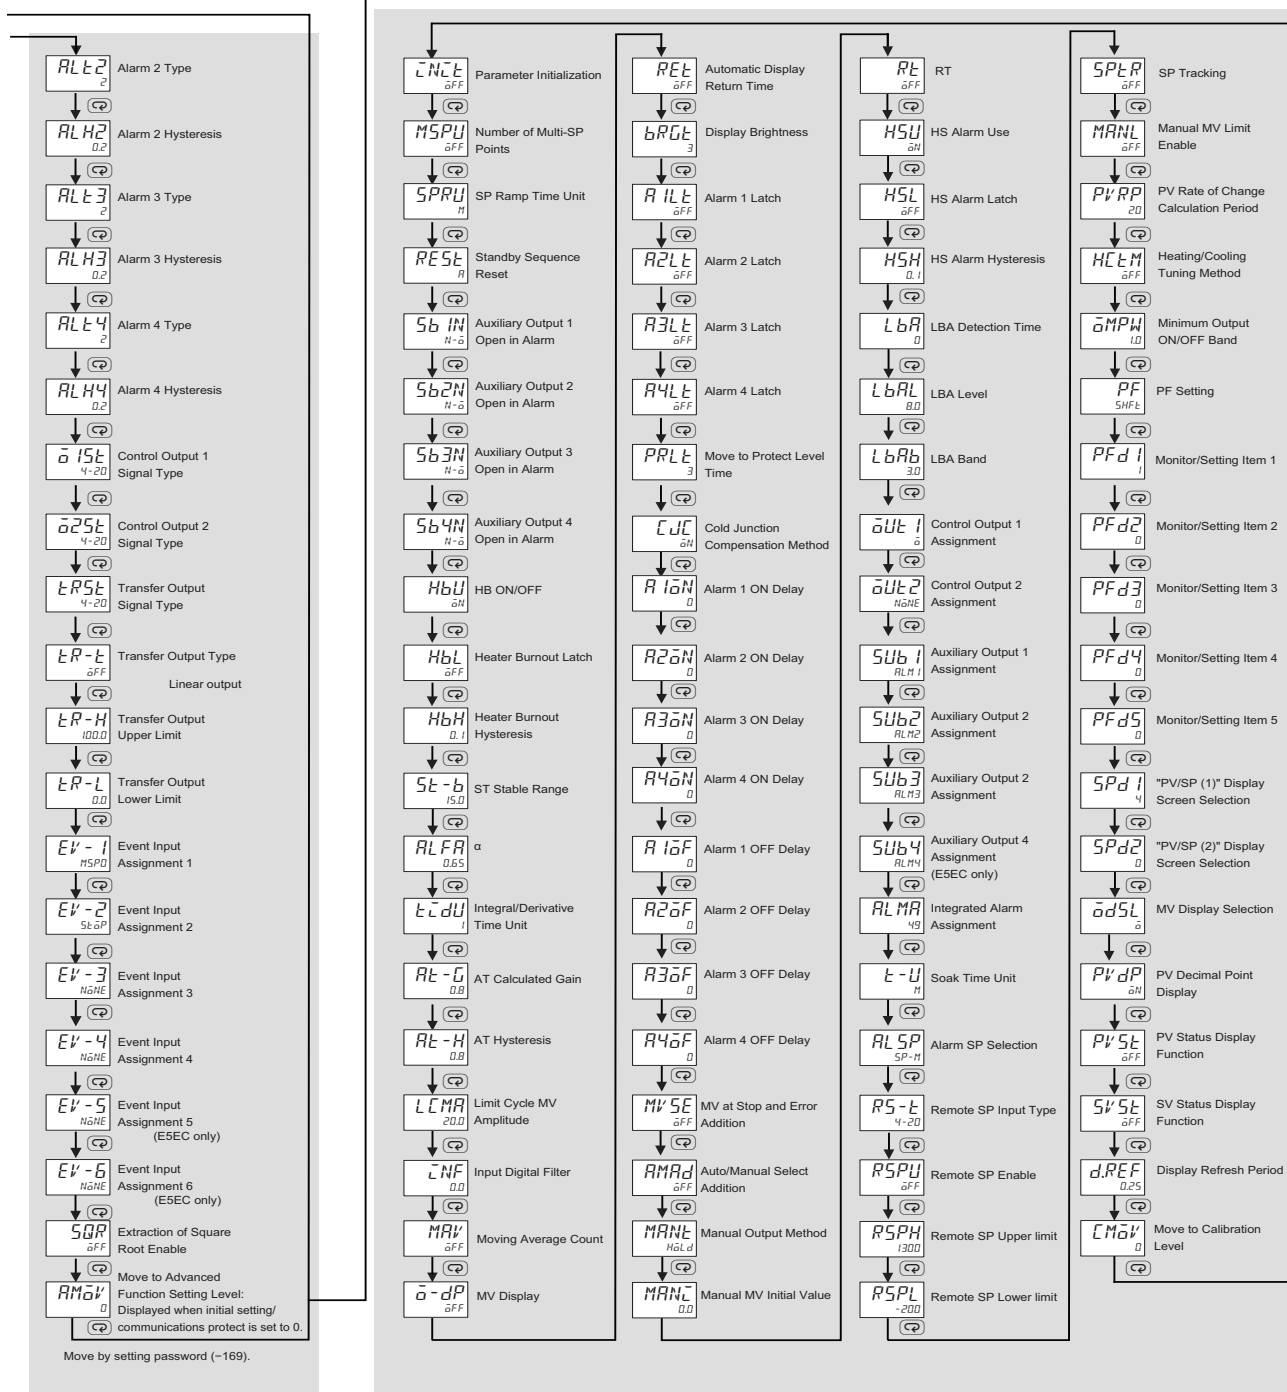 ALt2
2
Alarm 2 Type
ALH2
0.2
Alarm 2 Hysteresis
ALt3
2
Alarm 3 Type
ALH3
0.2
Alarm 3 Hysteresis
ALt4
2
Alarm 4 Type
ALH4
0.2
Alarm 4 Hysteresis
o1St
4-20
Control Output 1
Signal Type
o2St
4-20
Control Output 2
Signal Type
tRSt
4-20
Transfer Output
Signal Type
tR-t
oFF
Transfer Output Type
Linear output
tR-H
100.0
Transfer Output
Upper Limit
tR-L
0.0
Transfer Output
Lower Limit
EV-1
MSP0
Event Input
Assignment 1
EV-2
StoP
Event Input
Assignment 2
EV-3
NoNE
Event Input
Assignment 3
EV-4
NoNE
Event Input
Assignment 4
EV-5
NoNE
Event Input
Assignment 5
(E5EC only)
EV-6
NoNE
Event Input
Assignment 6
(E5EC only)
SQR
oFF
Extraction of Square
Root Enable
AMoV
0
Move to Advanced
Function Setting Level:
Displayed when initial setting/
communications protect is set to 0.
Move by setting password (−169).
iNit
oFF
Parameter Initialization
MSPU
oFF
Number of Multi-SP
Points
SPRU
M
SP Ramp Time Unit
RESt
A
Standby Sequence
Reset
Sb1N
N-o
Auxiliary Output 1
Open in Alarm
Sb2N
N-o
Auxiliary Output 2
Open in Alarm
Sb3N
N-o
Auxiliary Output 3
Open in Alarm
Sb4N
N-o
Auxiliary Output 4
Open in Alarm
HbU
oN
HB ON/OFF
HbL
oFF
Heater Burnout Latch
HbH
0.1
Heater Burnout
Hysteresis
St-b
15.0
ST Stable Range
ALFA
0.65
α
tidU
1
Integral/Derivative
Time Unit
At-G
0.8
AT Calculated Gain
At-H
0.8
AT Hysteresis
LCMA
20.0
Limit Cycle MV
Amplitude
iNF
0.0
Input Digital Filter
MAV
oFF
Moving Average Count
o-dP
oFF
MV Display
REt
oFF
Automatic Display
Return Time
bRGt
3
Display Brightness
A1Lt
oFF
Alarm 1 Latch
A2Lt
oFF
Alarm 2 Latch
A3Lt
oFF
Alarm 3 Latch
A4Lt
oFF
Alarm 4 Latch
PRLt
3
Move to Protect Level
Time
CJC
oN
Cold Junction
Compensation Method
A1oN
0
Alarm 1 ON Delay
A2oN
0
Alarm 2 ON Delay
A3oN
0
Alarm 3 ON Delay
A4oN
0
Alarm 4 ON Delay
A1oF
0
Alarm 1 OFF Delay
A2oF
0
Alarm 2 OFF Delay
A3oF
0
Alarm 3 OFF Delay
A4oF
0
Alarm 4 OFF Delay
MVSE
oFF
MV at Stop and Error
Addition
AMAd
oFF
Auto/Manual Select
Addition
MANt
HoLd
Manual Output Method
MANi
0.0
Manual MV Initial Value
Rt
oFF
RT
HSU
oN
HS Alarm Use
HSL
oFF
HS Alarm Latch
HSH
0.1
HS Alarm Hysteresis
LbA
0
LBA Detection Time
LbAL
8.0
LBA Level
LbAb
3.0
LBA Band
oUt1
o
Control Output 1
Assignment
oUt2
NoNE
Control Output 2
Assignment
SUb1
ALM1
Auxiliary Output 1
Assignment
SUb2
ALM2
Auxiliary Output 2
Assignment
SUb3
ALM3
Auxiliary Output 2
Assignment
SUb4
ALM4
Auxiliary Output 4
Assignment
(E5EC only)
ALMA
49
Integrated Alarm
Assignment
t-U
M
Soak Time Unit
ALSP
SP-M
Alarm SP Selection
RS-t
4-20
Remote SP Input Type
RSPU
oFF
Remote SP Enable
RSPH
1300
Remote SP Upper limit
RSPL
-200
Remote SP Lower limit
SPtR
oFF
SP Tracking
MANL
oFF
Manual MV Limit
Enable
PVRP
20
PV Rate of Change
Calculation Period
HCtM
oFF
Heating/Cooling
Tuning Method
oMPW
1.0
Minimum Output
ON/OFF Band
PF
SHFt
PF Setting
PFd1
1
Monitor/Setting Item 1
PFd2
0
Monitor/Setting Item 2
PFd3
0
Monitor/Setting Item 3
PFd4
0
Monitor/Setting Item 4
PFd5
0
Monitor/Setting Item 5
SPd1
4
"PV/SP (1)" Display
Screen Selection
SPd2
0
"PV/SP (2)" Display
Screen Selection
odSL
o
MV Display Selection
PVdP
oN
PV Decimal Point
Display
PVSt
oFF
PV Status Display
Function
SVSt
oFF
SV Status Display
Function
d.REF
0.25
Display Refresh Period
CMoV
0
Move to Calibration
Level